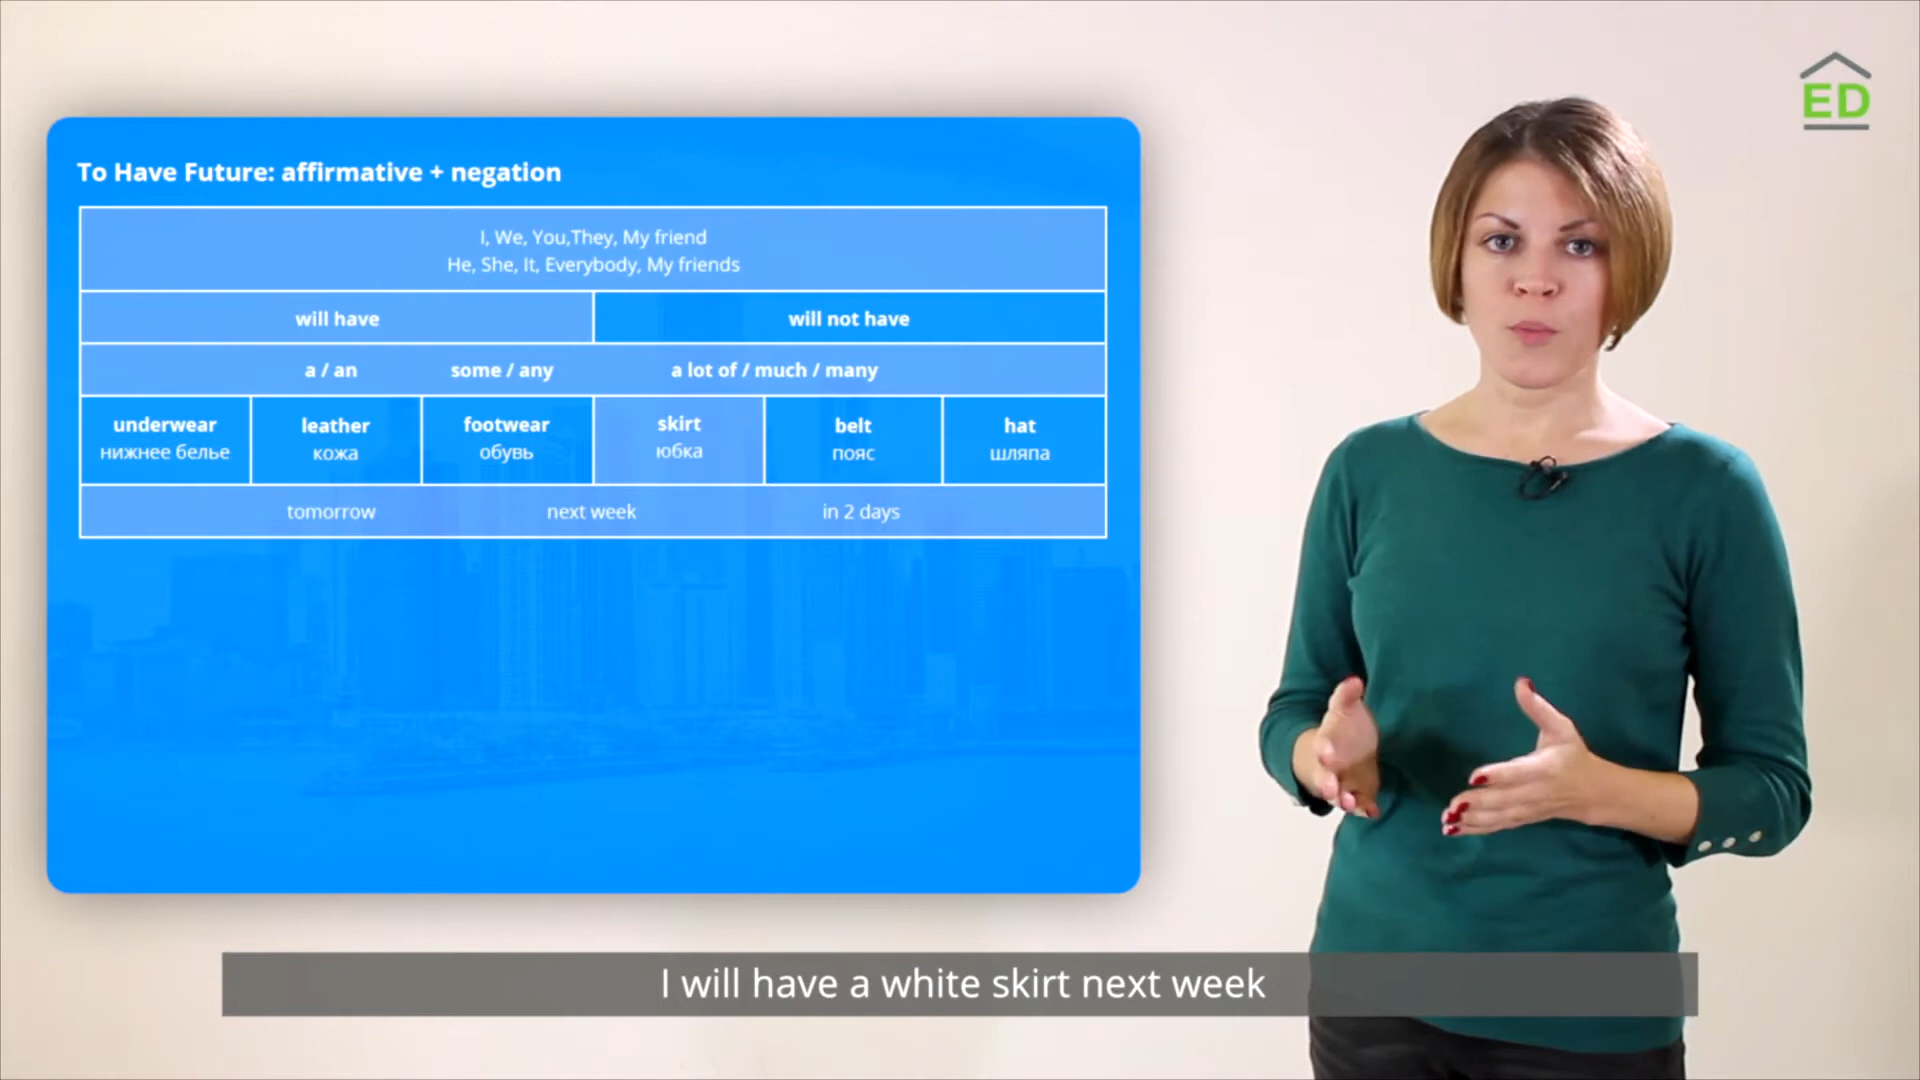 ED
To Have Future: affirmative + negation
I, We, You,They, My friend
He, She, It, Everybody, My friends
will have will not have
a / an some / any a lot of / much / many
underwear leather footwear skirt belt hat
нижнее белье кожа обувь юбка пояс шляпа
tomorrow next week in 2 days
I will have a white skirt next week